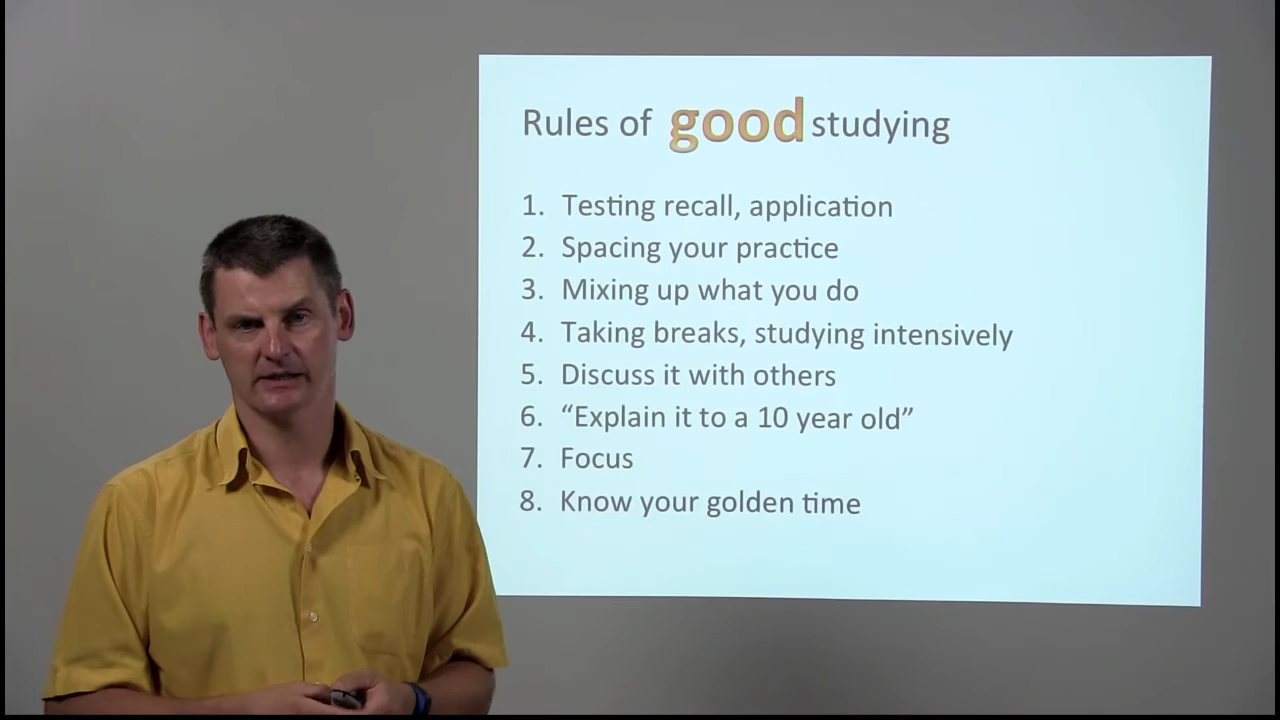 Rules of good studying
1. Testing recall, application
2. Spacing your practice
3. Mixing up what you do
4. Taking breaks, studying intensively
5. Discuss it with others
6. “Explain it to a 10 year old”
7. Focus
8. Know your golden time